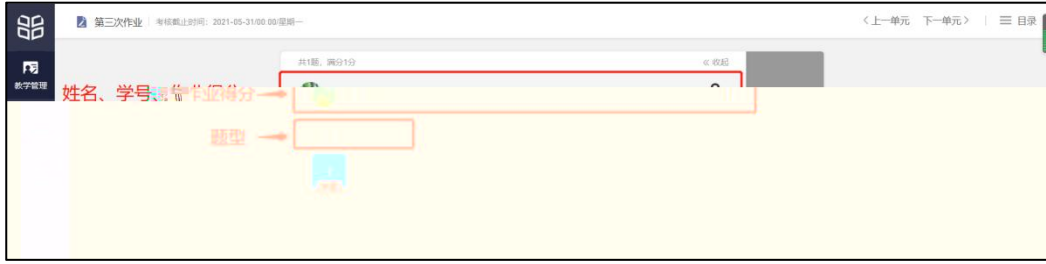 第三次作业 考核截止时间：2021-05-31/00:00/星期一 <上一单元 下一单元> 目录
教学管理
共1题，满分1分 << 收起
姓名、学号、作业得分
题型